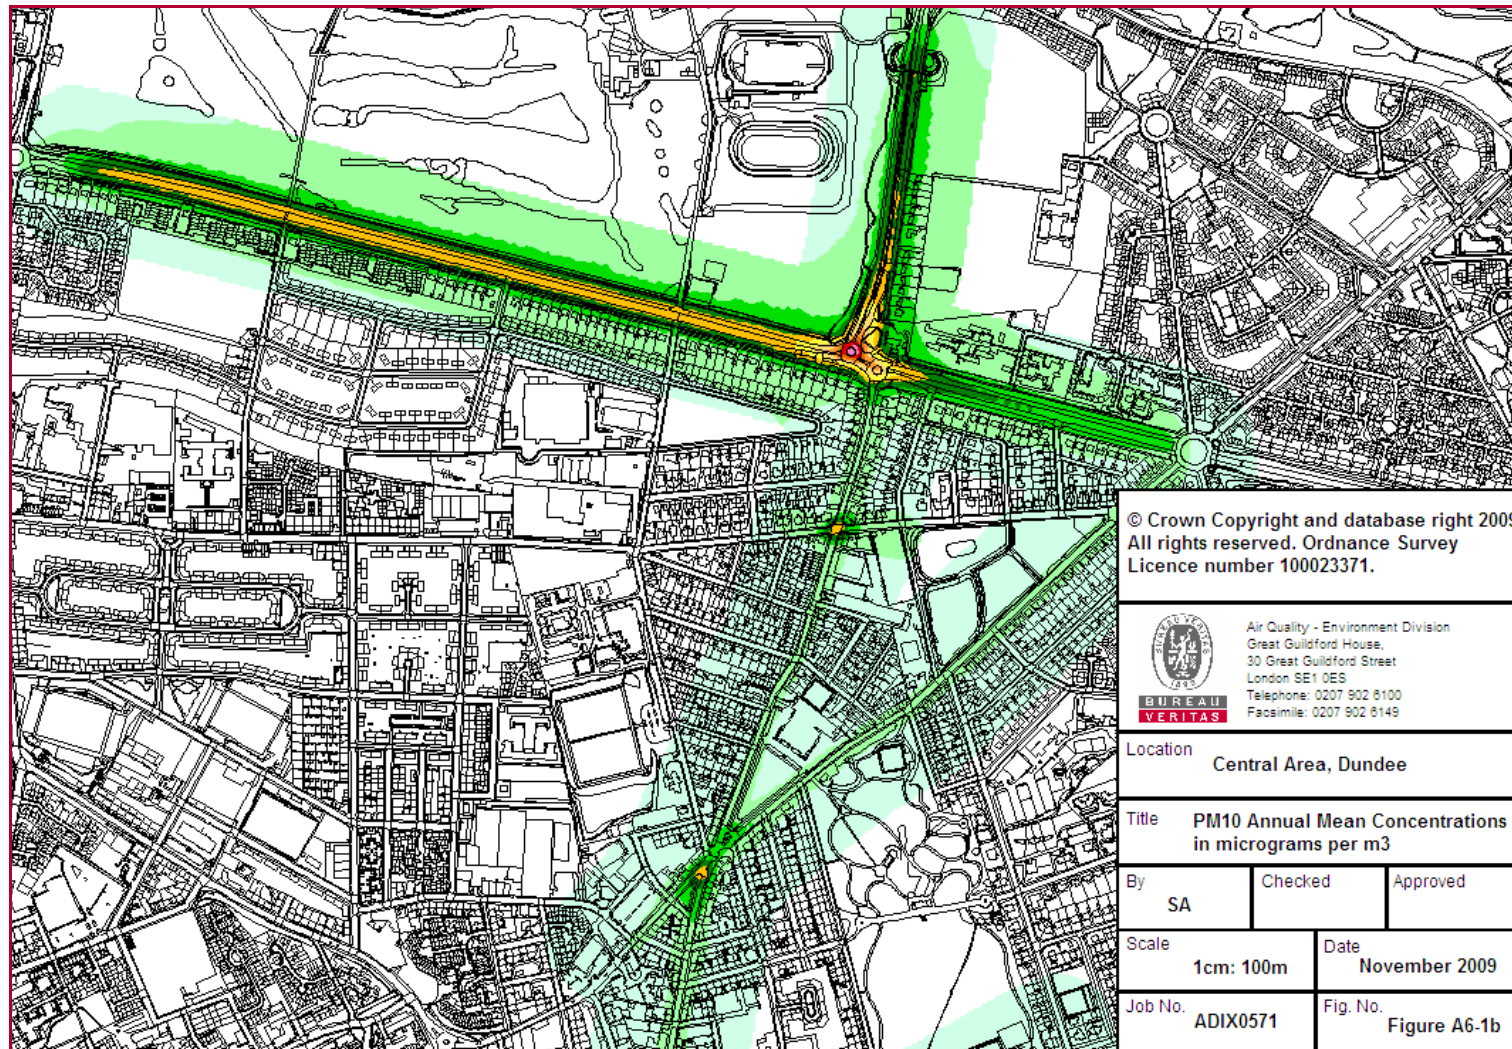 © Crown Copyright and database right 2009
All rights reserved. Ordnance Survey
Licence number 100023371.
BUREAU VERITAS
1828
BUREAU
VERITAS
Air Quality - Environment Division
Great Guildford House,
30 Great Guildford Street
London SE1 0ES
Telephone: 0207 902 6100
Facsimile: 0207 902 6149
Location
Central Area, Dundee
Title
PM10 Annual Mean Concentrations
in micrograms per m3
By
SA
Checked
Approved
Scale
1cm: 100m
Date
November 2009
Job No.
ADIX0571
Fig. No.
Figure A6-1b